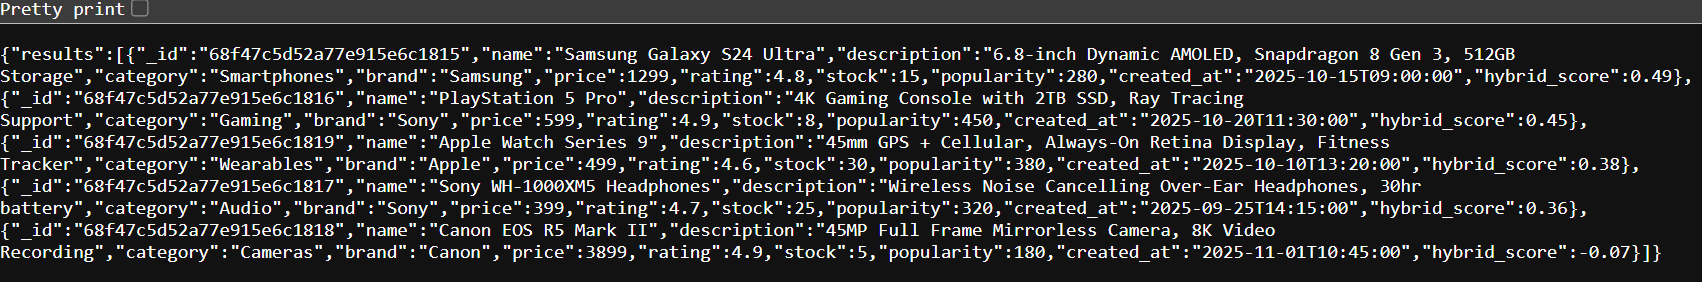 Pretty print
{"results":[{"_id":"68f47c5d52a77e915e6c1815","name":"Samsung Galaxy S24 Ultra","description":"6.8-inch Dynamic AMOLED, Snapdragon 8 Gen 3, 512GB
Storage","category":"Smartphones","brand":"Samsung","price":1299,"rating":4.8,"stock":15,"popularity":280,"created_at":"2025-10-15T09:00:00","hybrid_score":0.49},
{"_id":"68f47c5d52a77e915e6c1816","name":"PlayStation 5 Pro","description":"4K Gaming Console with 2TB SSD, Ray Tracing
Support","category":"Gaming","brand":"Sony","price":599,"rating":4.9,"stock":8,"popularity":450,"created_at":"2025-10-20T11:30:00","hybrid_score":0.45},
{"_id":"68f47c5d52a77e915e6c1819","name":"Apple Watch Series 9","description":"45mm GPS + Cellular, Always-On Retina Display, Fitness
Tracker","category":"Wearables","brand":"Apple","price":499,"rating":4.6,"stock":30,"popularity":380,"created_at":"2025-10-10T13:20:00","hybrid_score":0.38},
{"_id":"68f47c5d52a77e915e6c1817","name":"Sony WH-1000XM5 Headphones","description":"Wireless Noise Cancelling Over-Ear Headphones, 30hr
battery","category":"Audio","brand":"Sony","price":399,"rating":4.7,"stock":25,"popularity":320,"created_at":"2025-09-25T14:15:00","hybrid_score":0.36},
{"_id":"68f47c5d52a77e915e6c1818","name":"Canon EOS R5 Mark II","description":"45MP Full Frame Mirrorless Camera, 8K Video
Recording","category":"Cameras","brand":"Canon","price":3899,"rating":4.9,"stock":5,"popularity":180,"created_at":"2025-11-01T10:45:00","hybrid_score":-0.07}]}